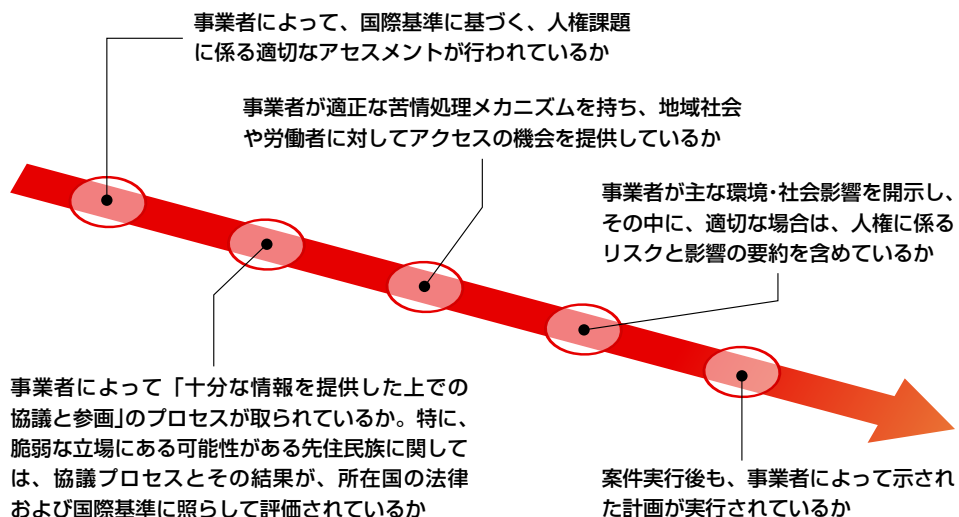 事業者によって、国際基準に基づく、人権課題
に係る適切なアセスメントが行われているか
事業者が適正な苦情処理メカニズムを持ち、地域社会
や労働者に対してアクセスの機会を提供しているか
事業者が主な環境・社会影響を開示し、
その中に、適切な場合は、人権に係る
リスクと影響の要約を含めているか
事業者によって「十分な情報を提供した上での
協議と参画」のプロセスが取られているか。特に、
脆弱な立場にある可能性がある先住民族に関して
は、協議プロセスとその結果が、所在国の法律
および国際基準に照らして評価されているか
案件実行後も、事業者によって示され
た計画が実行されているか